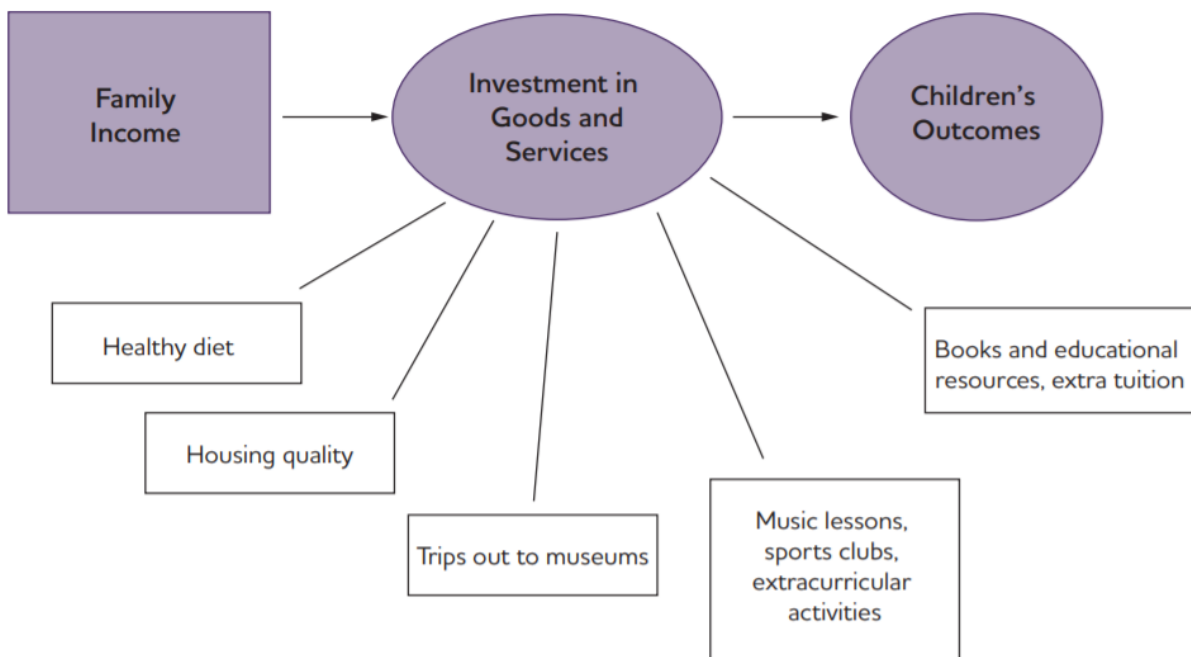 Family
Income
Investment in
Goods and
Services
Children's
Outcomes
Healthy diet
Housing quality
Trips out to museums
Music lessons,
sports clubs,
extracurricular
activities
Books and educational
resources, extra tuition